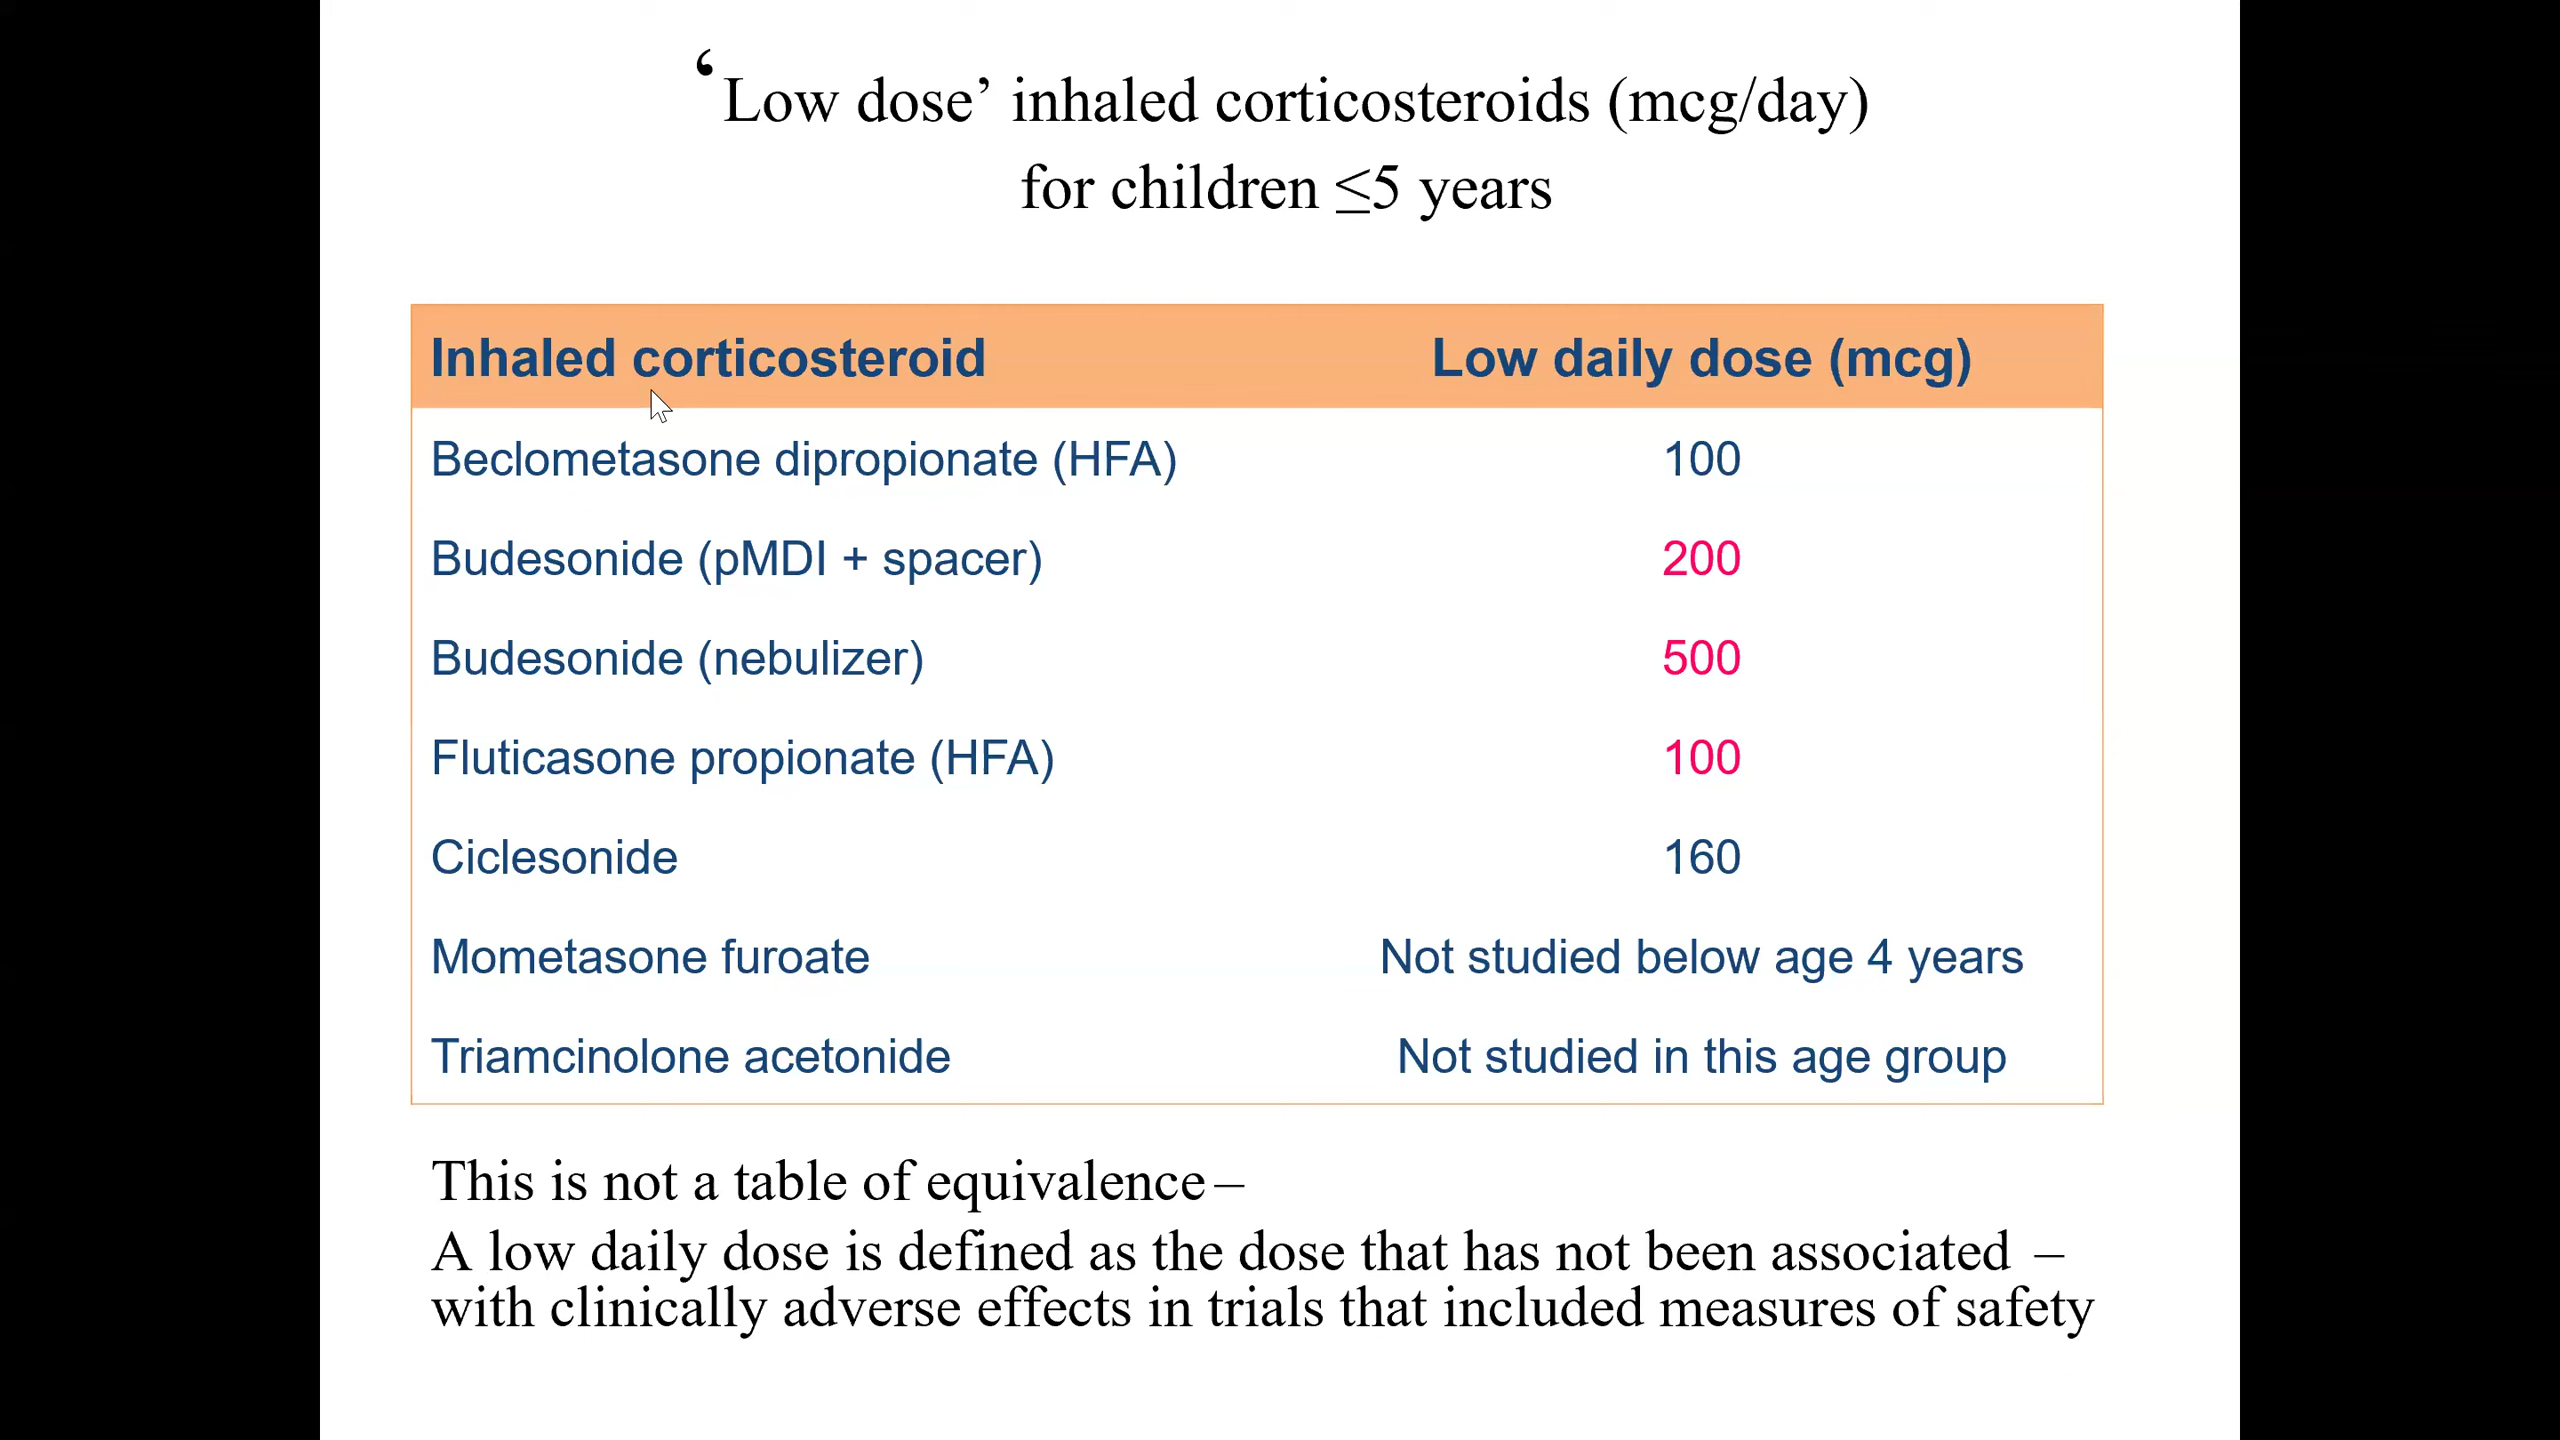 ‘Low dose’ inhaled corticosteroids (mcg/day)
for children ≤5 years
Inhaled corticosteroid Low daily dose (mcg)
Beclometasone dipropionate (HFA) 100
Budesonide (pMDI + spacer) 200
Budesonide (nebulizer) 500
Fluticasone propionate (HFA) 100
Ciclesonide 160
Mometasone furoate Not studied below age 4 years
Triamcinolone acetonide Not studied in this age group
This is not a table of equivalence –
A low daily dose is defined as the dose that has not been associated –
with clinically adverse effects in trials that included measures of safety